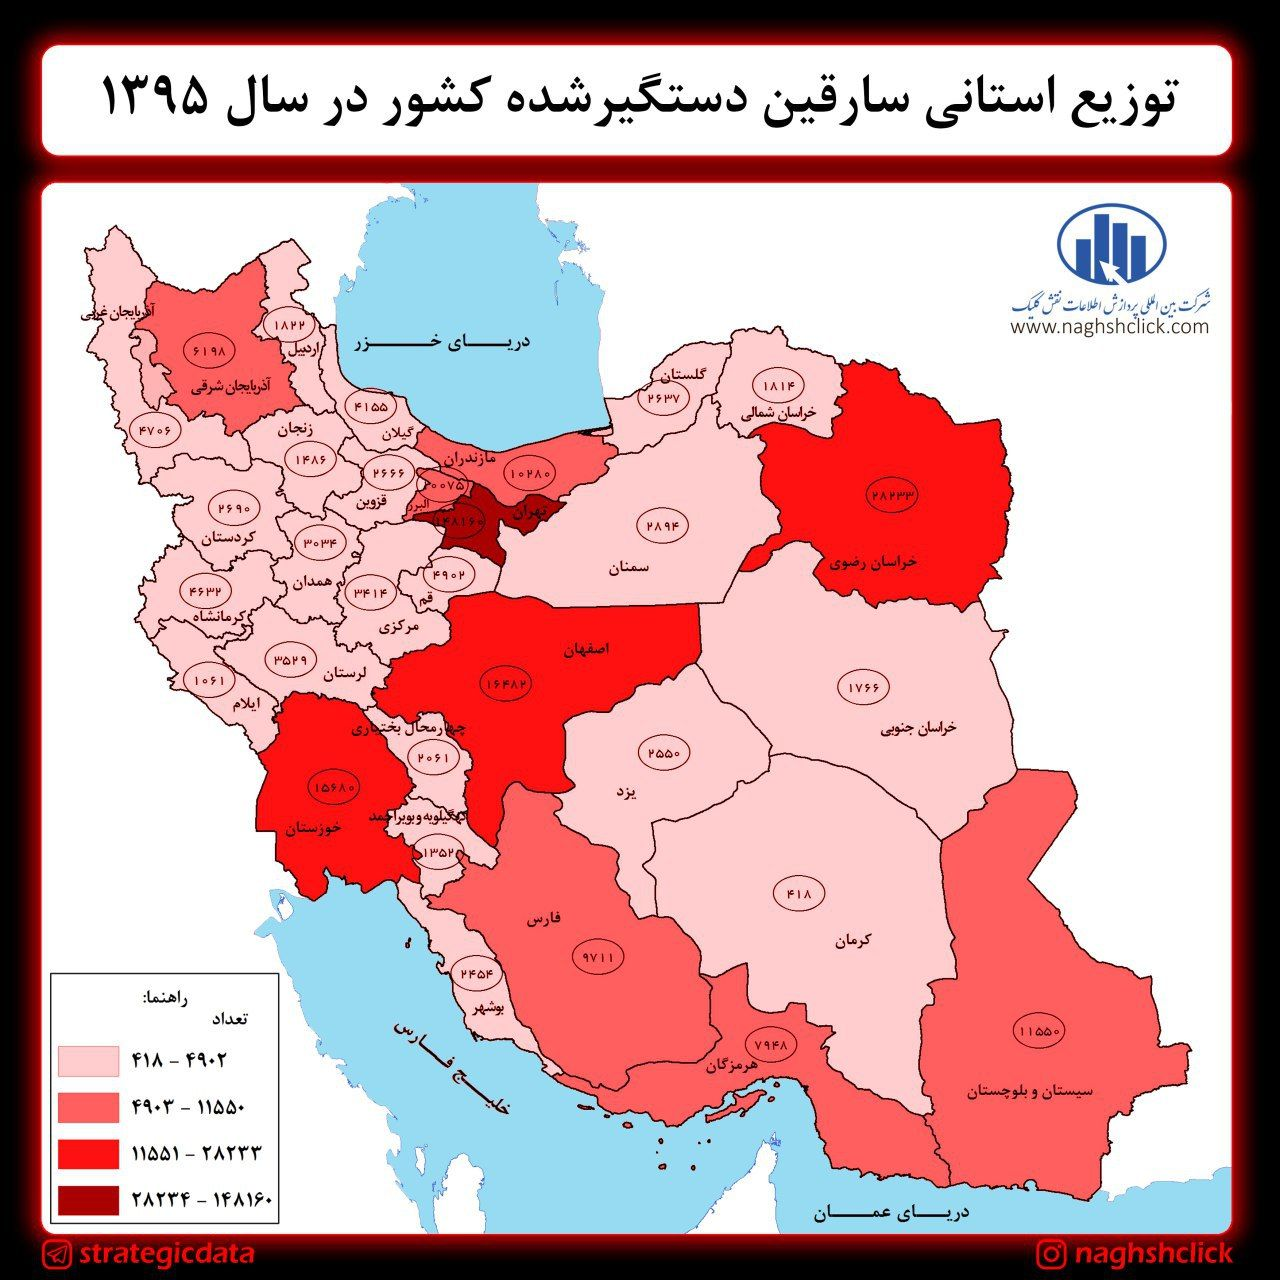 توزیع استانی سارقین دستگیرشده کشور در سال ۱۳۹۵
شرکت بین المللی پردازش اطلاعات نقش کلیک
www.naghshclick.com
دریای خزر
آذربایجان غربی
۴۷۰۶
۶۱۹۸
آذربایجان شرقی
۱۸۲۲
اردبیل
۴۱۵۵
گیلان
گلستان
۲۶۳۷
۱۸۱۴
خراسان شمالی
زنجان
۱۴۸۶
۲۶۶۶
قزوین
مازندران
۱۰۲۸۰
البرز
تهران
۱۴۸۱۶۰
۲۸۲۳۳
خراسان رضوی
۲۸۹۴
سمنان
۲۶۹۰
کردستان
۳۰۳۴
همدان
۴۹۰۲
قم
۴۶۳۲
کرمانشاه
۳۴۱۴
مرکزی
۳۵۲۹
لرستان
اصفهان
۱۶۴۸۲
۱۰۶۱
ایلام
۱۷۶۶
خراسان جنوبی
چهارمحال بختیاری
۲۰۶۱
۲۵۵۰
یزد
۱۵۶۸۰
خوزستان
کهگیلویه و بویراحمد
۱۳۵۲
۴۱۸
کرمان
فارس
۹۷۱۱
۲۴۵۴
بوشهر
۷۹۴۸
هرمزگان
۱۱۵۵۰
سیستان و بلوچستان
خلیج فارس
دریای عمان
راهنما:
تعداد
۴۱۸ – ۴۹۰۲
۴۹۰۳ – ۱۱۵۵۰
۱۱۵۵۱ – ۲۸۲۳۳
۲۸۲۳۴ – ۱۴۸۱۶۰
strategicdata
naghshclick